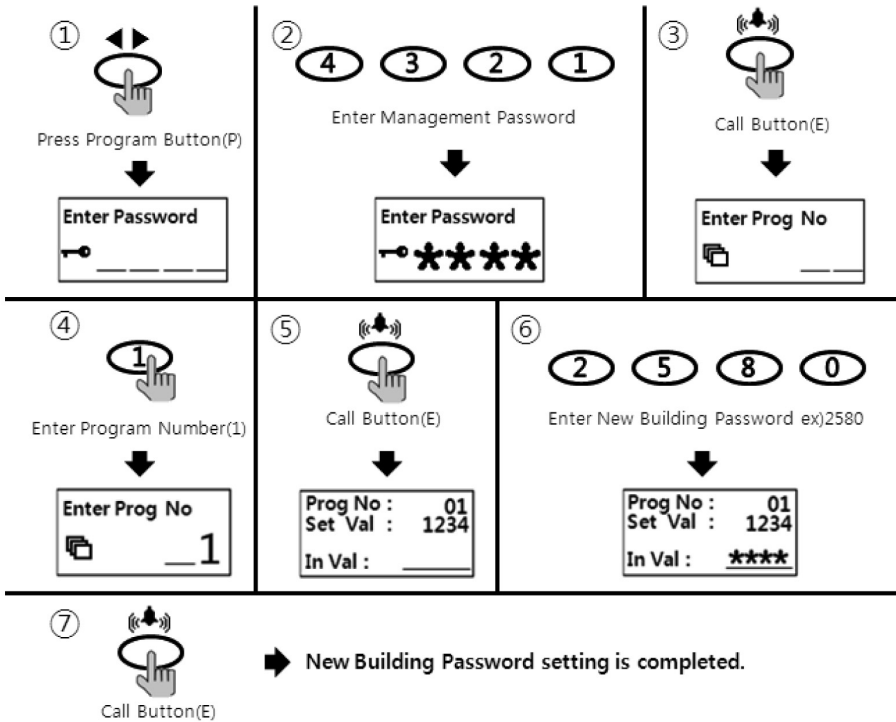 ①
Press Program Button(P)
Enter Password
②
4 3 2 1
Enter Management Password
Enter Password
****
③
Call Button(E)
Enter Prog No
④
1
Enter Program Number(1)
Enter Prog No
_1
⑤
Call Button(E)
Prog No : 01
Set Val : 1234
In Val :
⑥
2 5 8 0
Enter New Building Password ex)2580
Prog No : 01
Set Val : 1234
In Val : ****
⑦
Call Button(E)
New Building Password setting is completed.